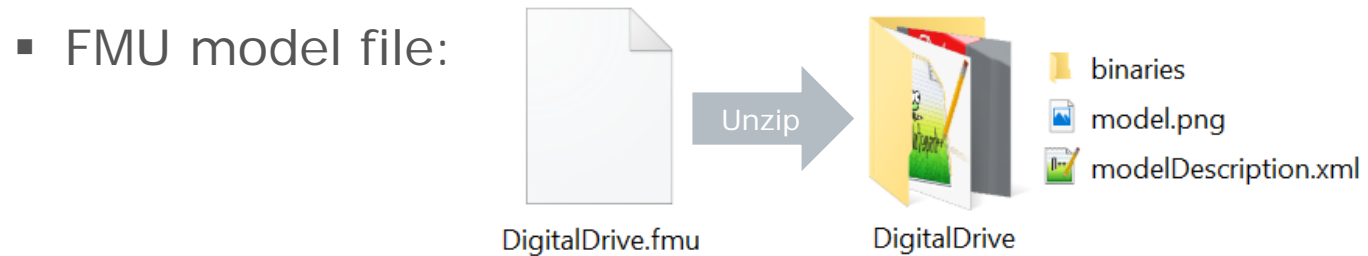 ▪ FMU model file:
Unzip
binaries
model.png
modelDescription.xml
DigitalDrive.fmu
DigitalDrive